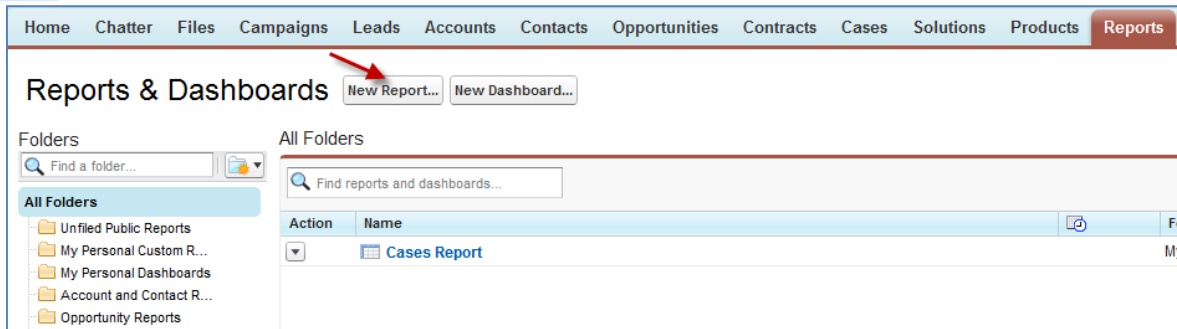 Home Chatter Files Campaigns Leads Accounts Contacts Opportunities Contracts Cases Solutions Products Reports
Reports & Dashboards New Report... New Dashboard...
Folders
Find a folder...
All Folders
Unfiled Public Reports
My Personal Custom R...
My Personal Dashboards
Account and Contact R...
Opportunity Reports
All Folders
Find reports and dashboards...
Action Name
Cases Report